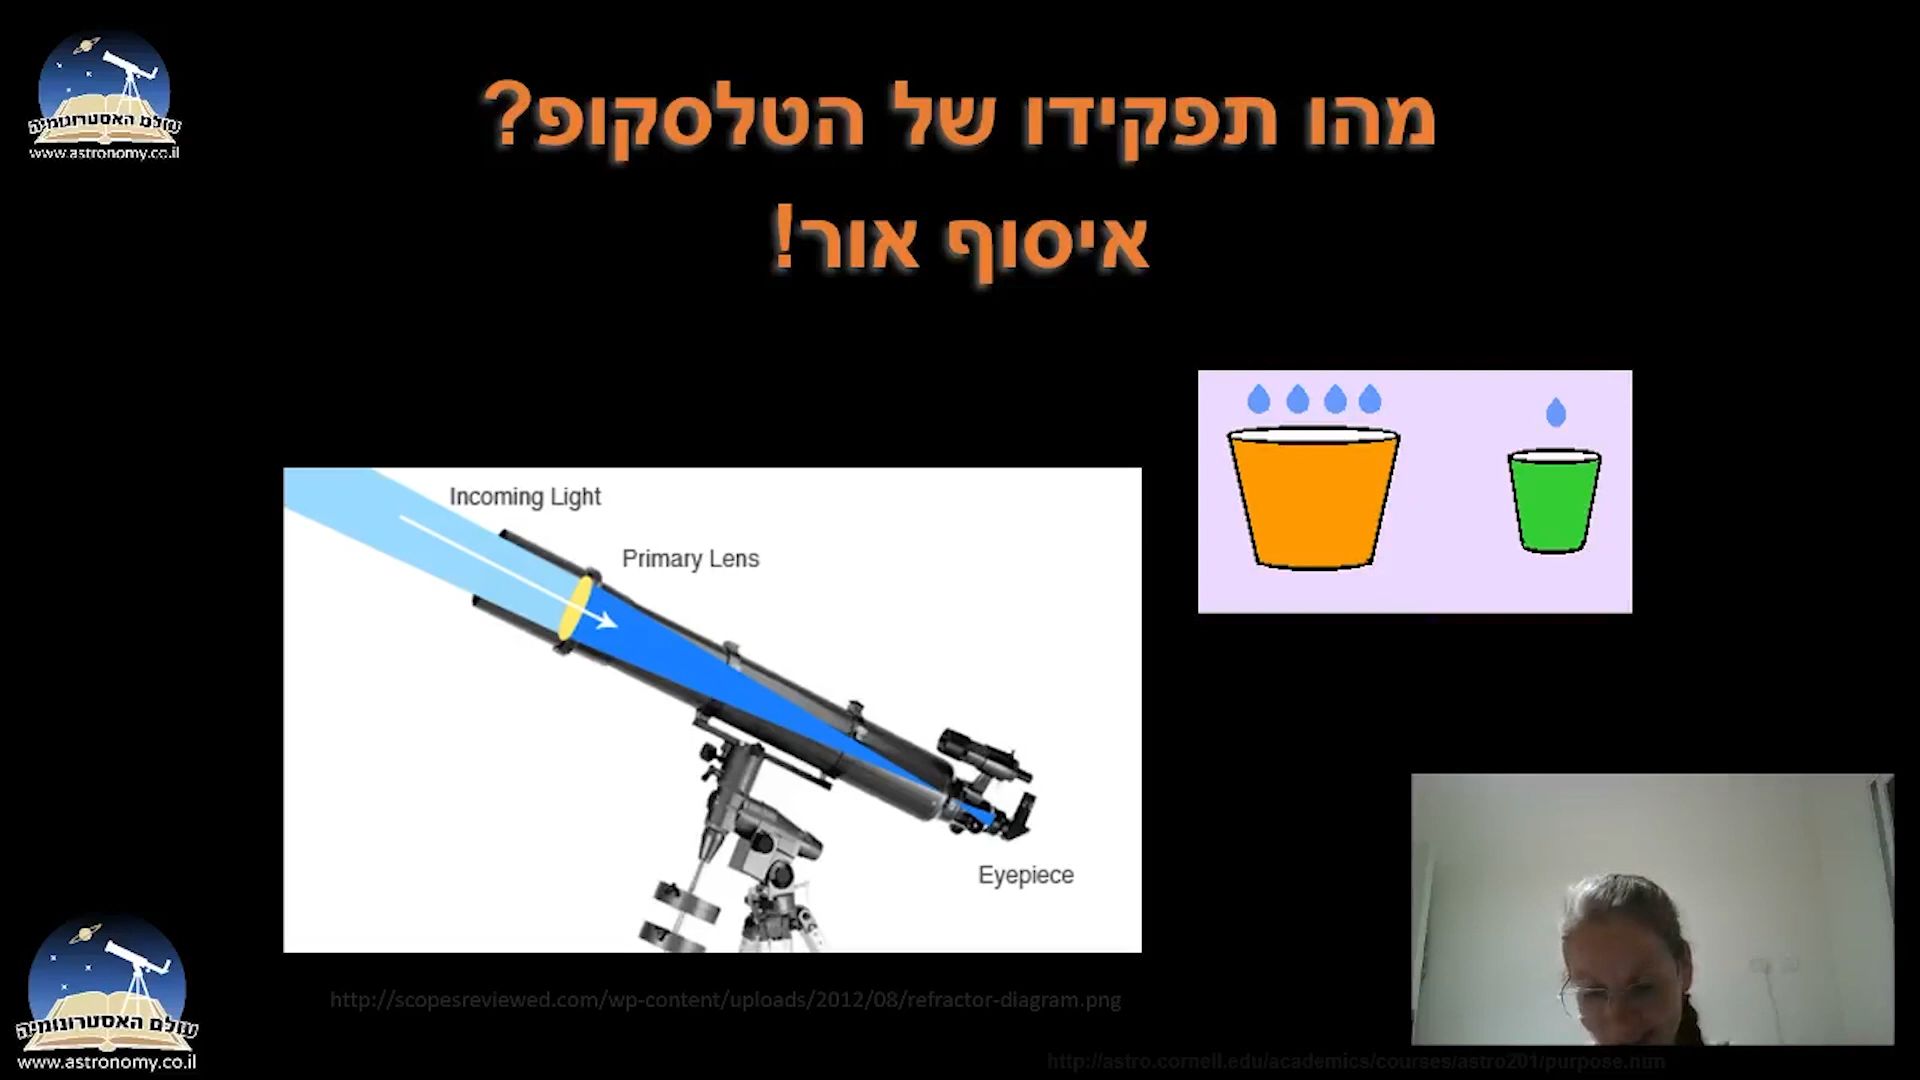 עולם האסטרונומיה
www.astronomy.co.il
מהו תפקידו של הטלסקופ?
איסוף אור!
Incoming Light
Primary Lens
Eyepiece
http://scopesreviewed.com/wp-content/uploads/2012/08/refractor-diagram.png
עולם האסטרונומיה
www.astronomy.co.il
http://astro.cornell.edu/academics/courses/astro201/purpose.htm